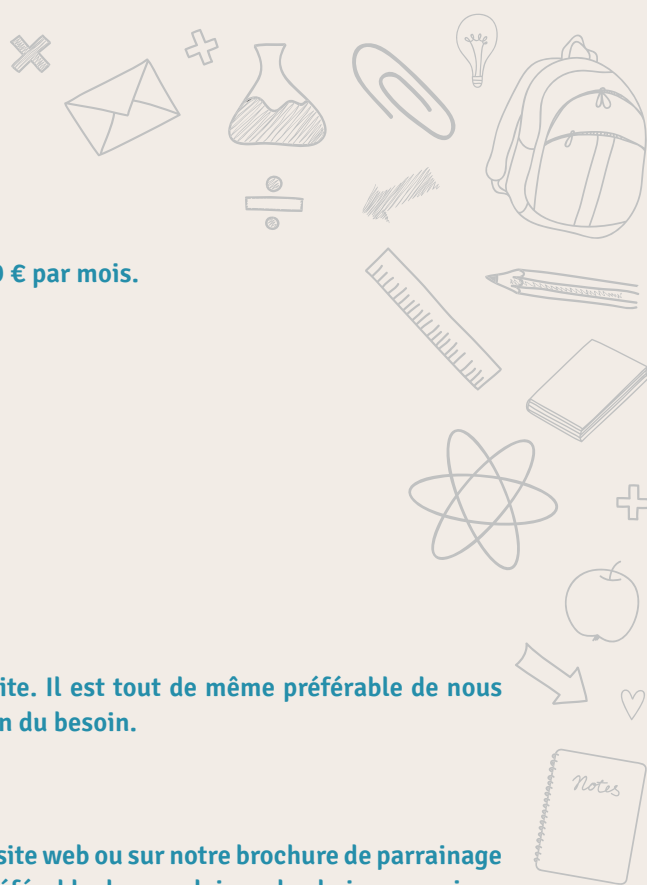 € par mois.
ite. Il est tout de même préférable de nous
n du besoin.
Notes
site web ou sur notre brochure de parrainage